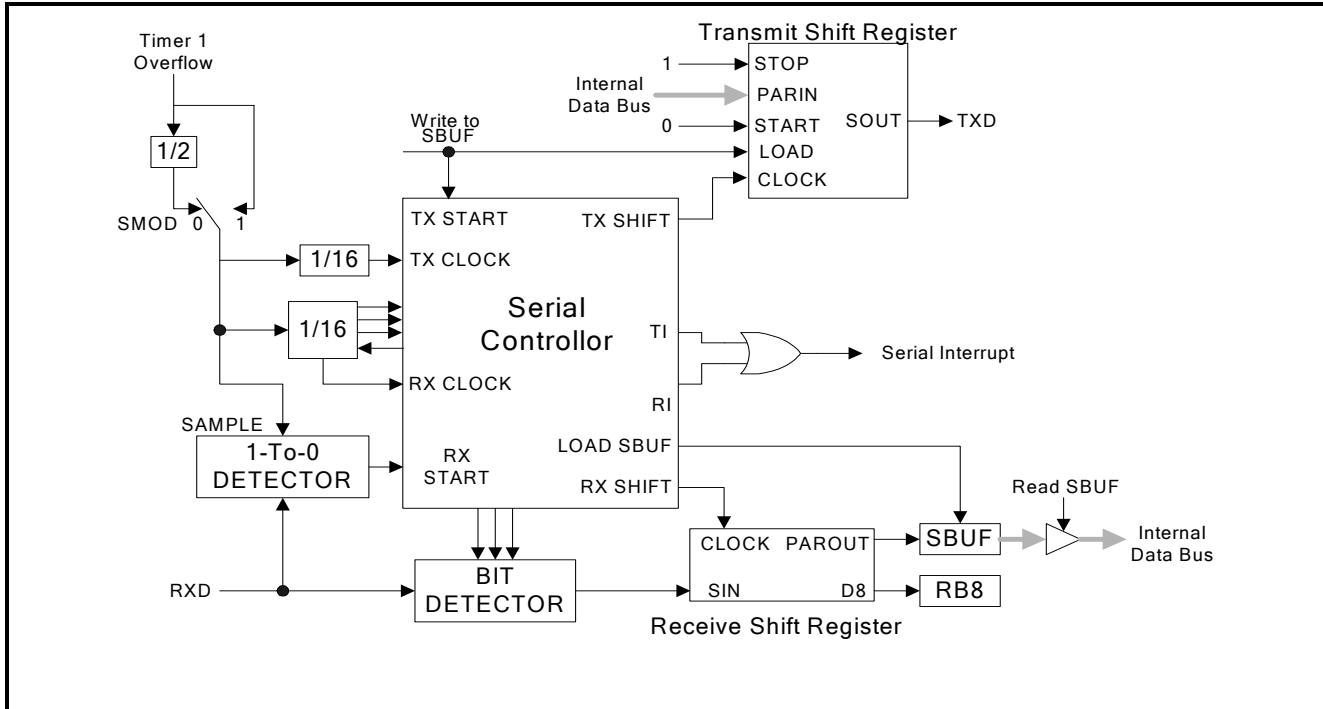 Timer 1
Overflow
1/2
SMOD 0 1
Write to
SBUF
Transmit Shift Register
1
STOP
Internal
Data Bus
PARIN
0
START
SOUT
TXD
LOAD
CLOCK
TX START
TX SHIFT
1/16
TX CLOCK
Serial
Controllor
1/16
TI
Serial Interrupt
RX CLOCK
RI
SAMPLE
1-To-0
DETECTOR
RX
START
LOAD SBUF
RX SHIFT
Read SBUF
CLOCK PAROUT
SBUF
Internal
Data Bus
RXD
BIT
DETECTOR
SIN D8
RB8
Receive Shift Register